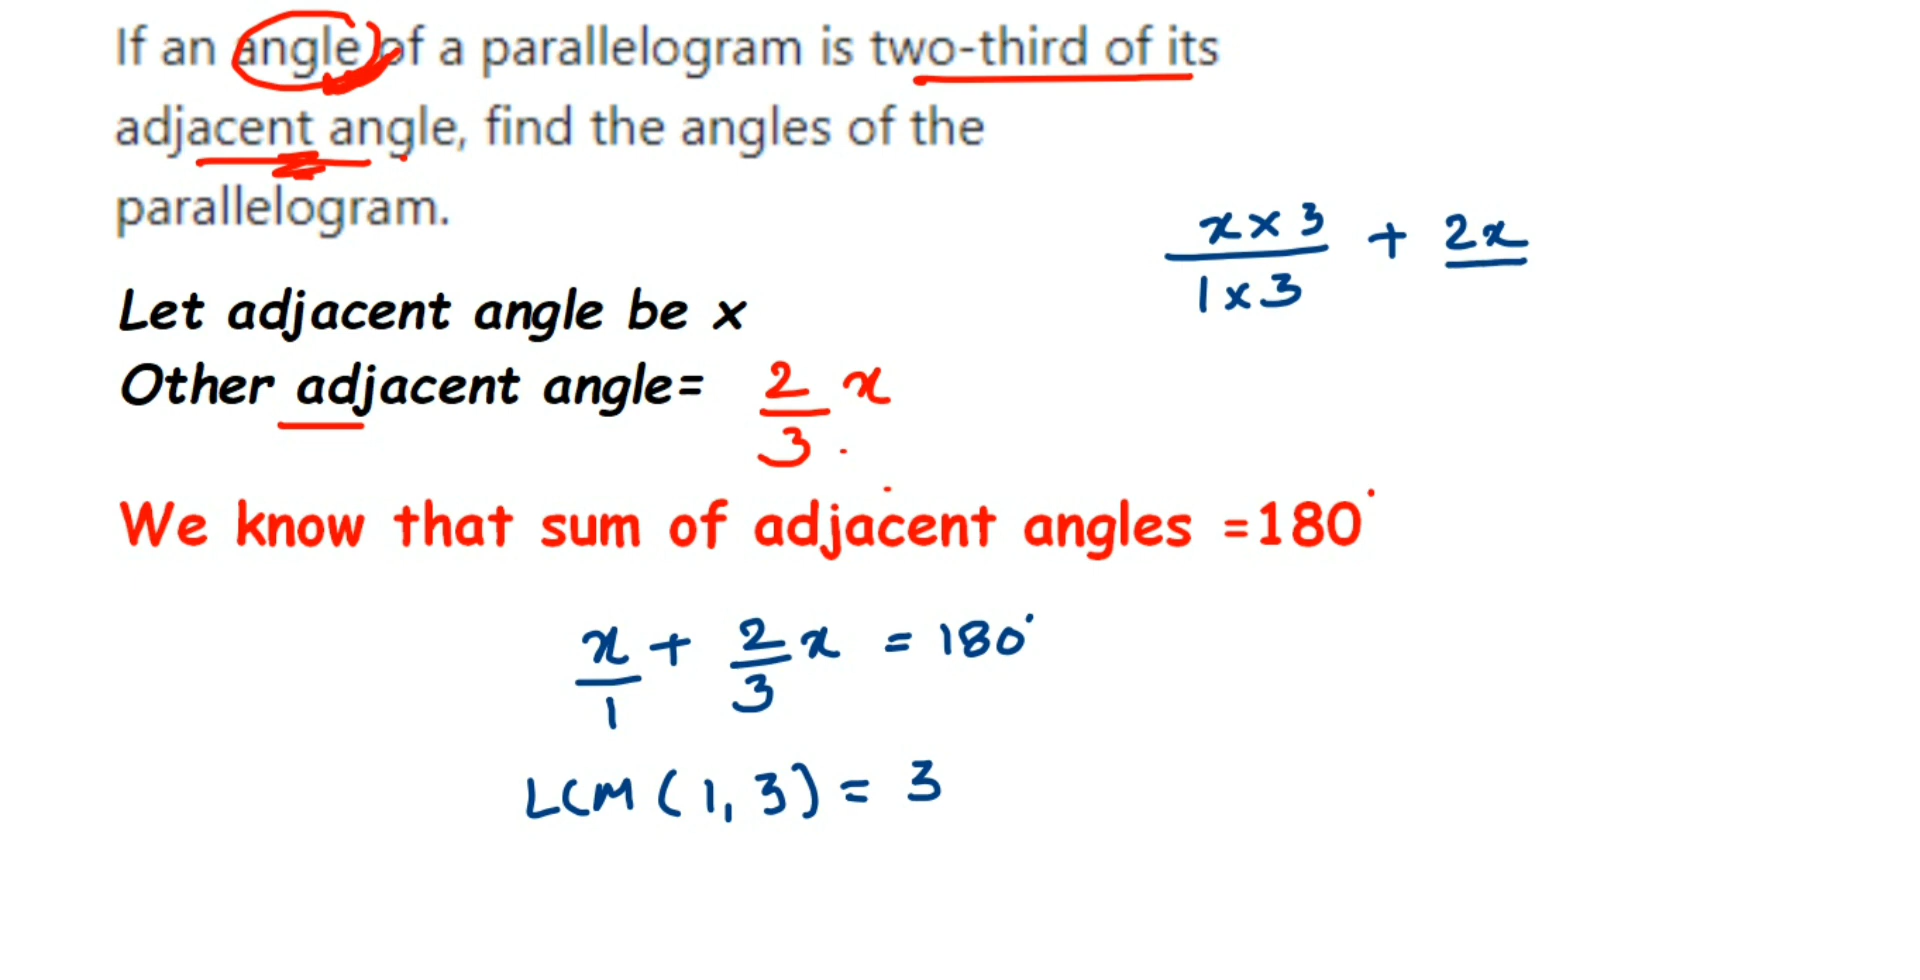 If an angle of a parallelogram is two-third of its
adjacent angle, find the angles of the
parallelogram.
x × 3 + 2x
1 × 3
Let adjacent angle be x
Other adjacent angle= 2 x
3
We know that sum of adjacent angles =180°
x + 2 x = 180°
1 3
LCM ( 1, 3 ) = 3